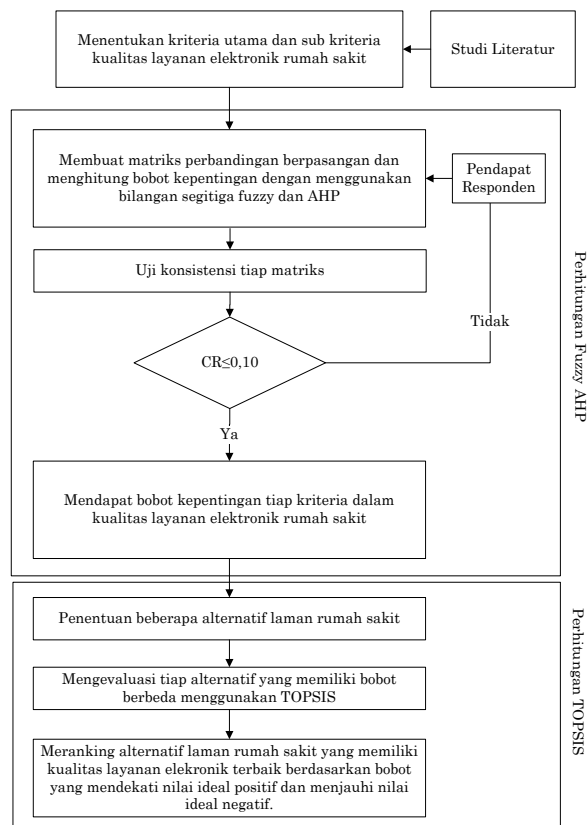 Menentukan kriteria utama dan sub kriteria
kualitas layanan elektronik rumah sakit
Studi Literatur
Membuat matriks perbandingan berpasangan dan
menghitung bobot kepentingan dengan menggunakan
bilangan segitiga fuzzy dan AHP
Pendapat
Responden
Uji konsistensi tiap matriks
Tidak
CR≤0,10
Ya
Mendapat bobot kepentingan tiap kriteria dalam
kualitas layanan elektronik rumah sakit
Perhitungan Fuzzy AHP
Penentuan beberapa alternatif laman rumah sakit
Mengevaluasi tiap alternatif yang memiliki bobot
berbeda menggunakan TOPSIS
Meranking alternatif laman rumah sakit yang memiliki
kualitas layanan elekronik terbaik berdasarkan bobot
yang mendekati nilai ideal positif dan menjauhi nilai
ideal negatif.
Perhitungan TOPSIS